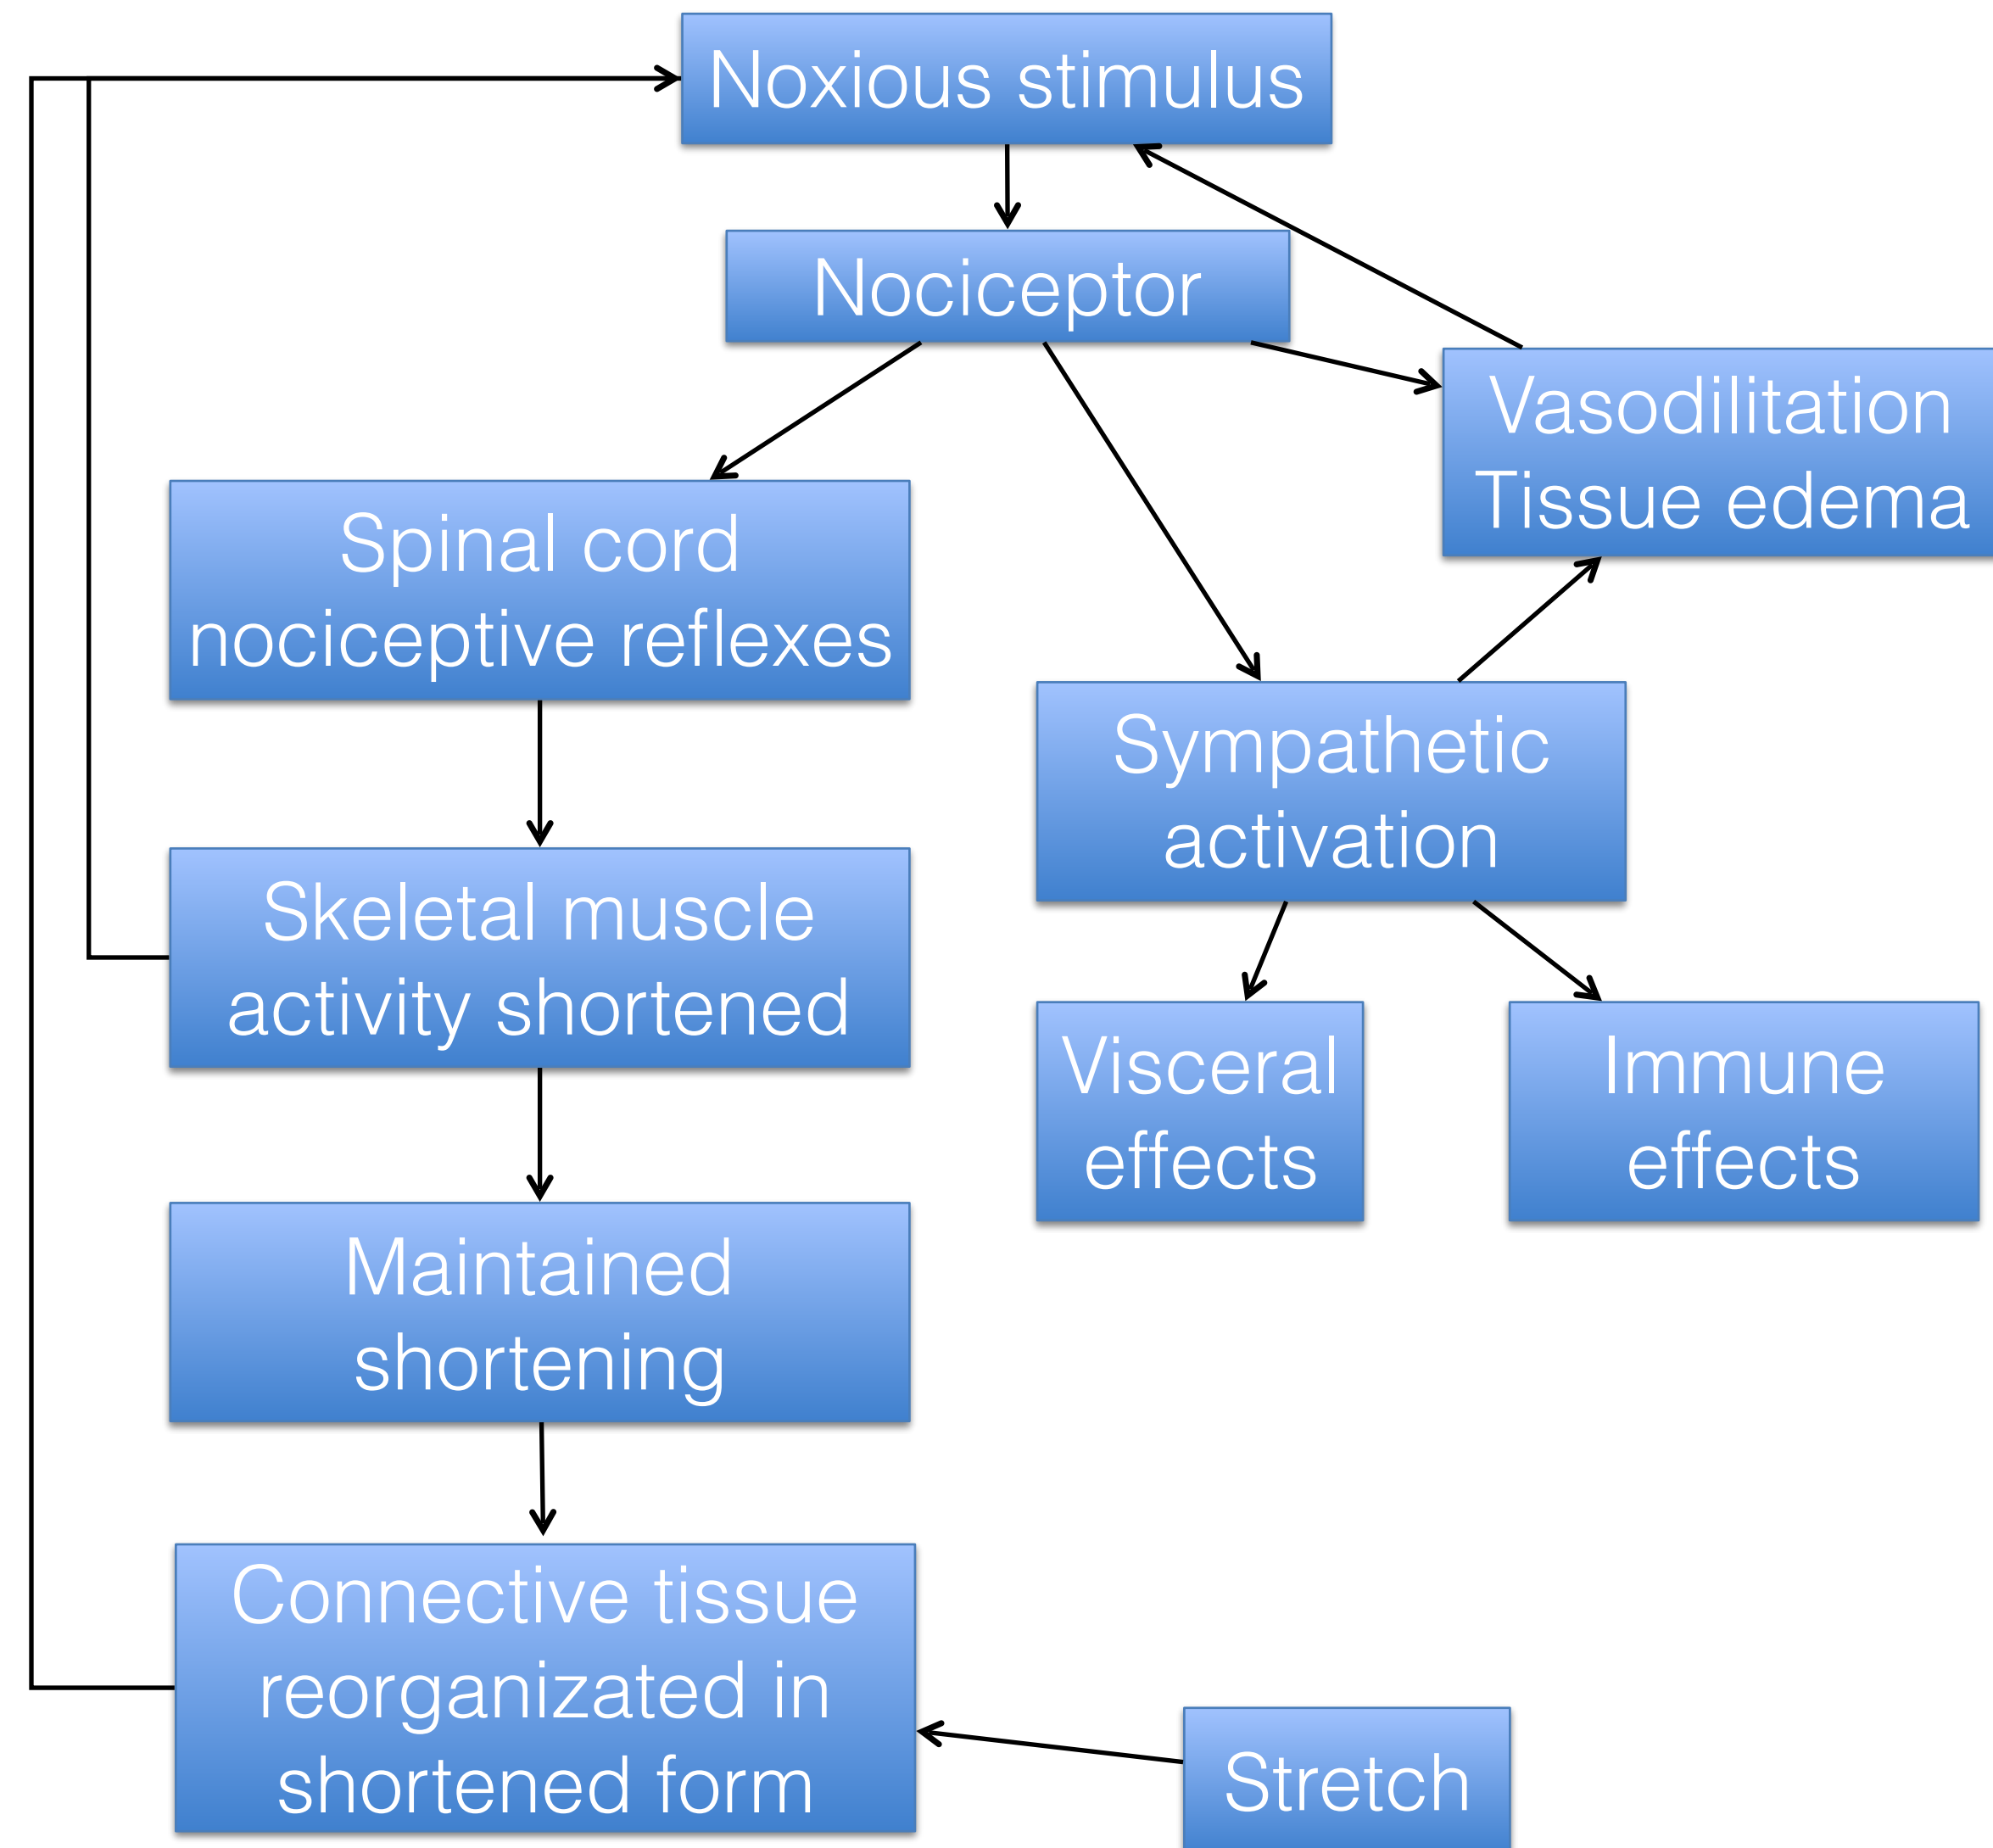 Noxious stimulus
Nociceptor
Vasodilitation
Tissue edema
Spinal cord
nociceptive reflexes
Sympathetic
activation
Skeletal muscle
activity shortened
Visceral
effects
Immune
effects
Maintained
shortening
Connective tissue
reorganizated in
shortened form
Stretch